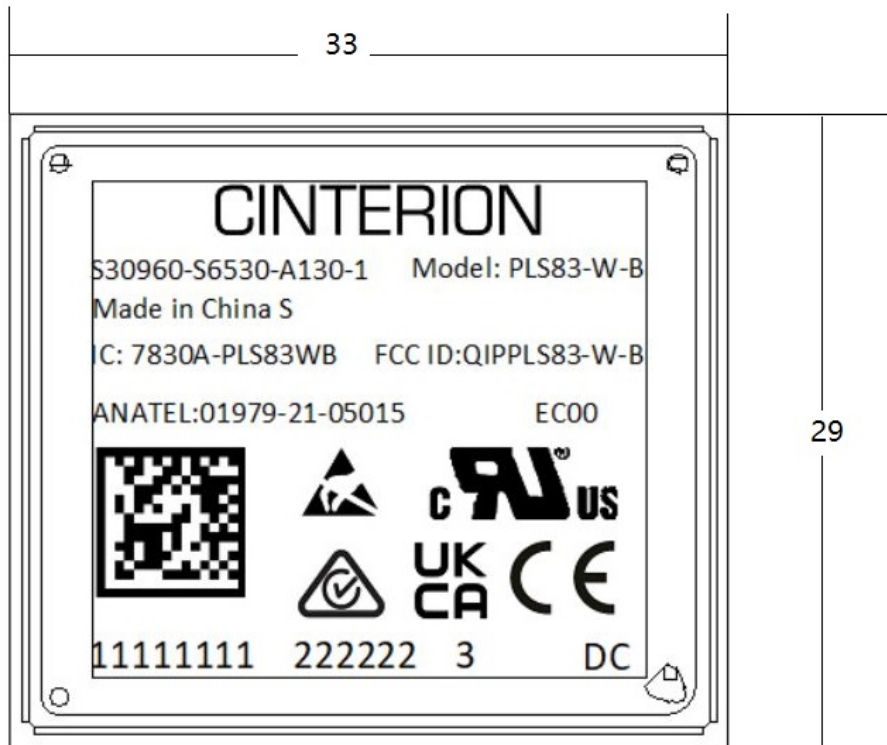 33
CINTERION
S30960-S6530-A130-1 Model: PLS83-W-B
Made in China S
IC: 7830A-PLS83WB FCC ID:QIPPLS83-W-B
ANATEL:01979-21-05015 EC00
29
C RU ® US
UK
CA CE
11111111 222222 3 DC